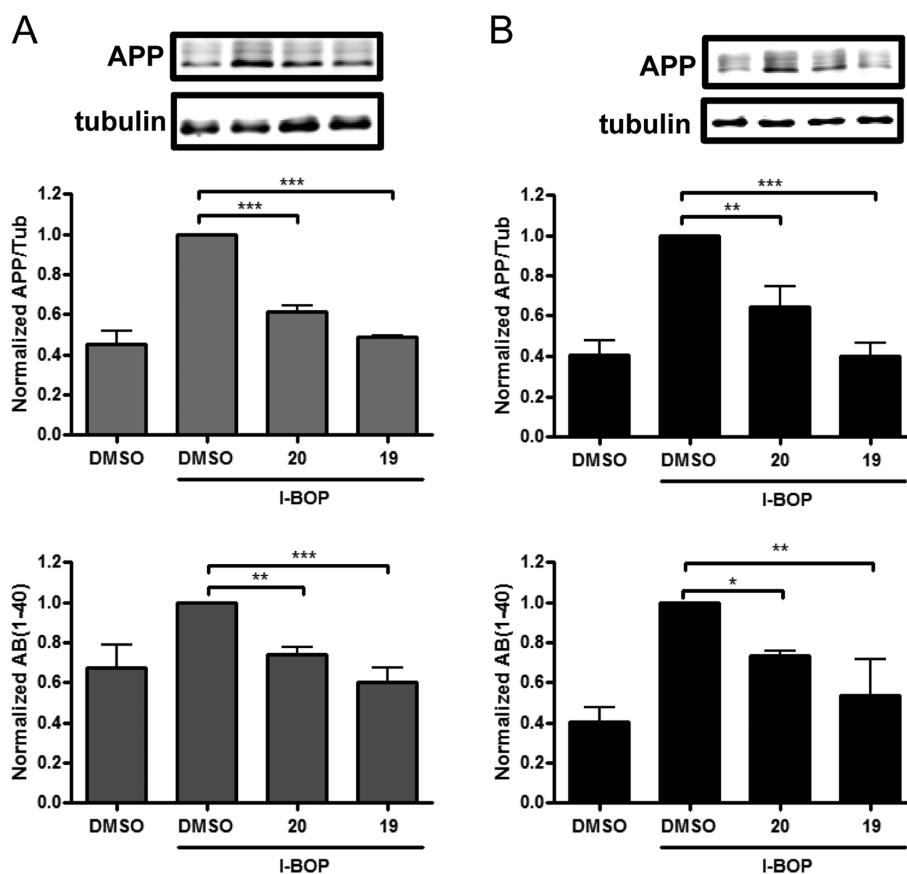 A
APP
tubulin
***
***
Normalized APP/Tub
1.2
1.0
0.8
0.6
0.4
0.2
0.0
DMSO DMSO 20 19
I-BOP
***
**
Normalized AB(1-40)
1.2
1.0
0.8
0.6
0.4
0.2
0.0
DMSO DMSO 20 19
I-BOP
B
APP
tubulin
***
**
Normalized APP/Tub
1.2
1.0
0.8
0.6
0.4
0.2
0.0
DMSO DMSO 20 19
I-BOP
**
*
Normalized AB(1-40)
1.2
1.0
0.8
0.6
0.4
0.2
0.0
DMSO DMSO 20 19
I-BOP